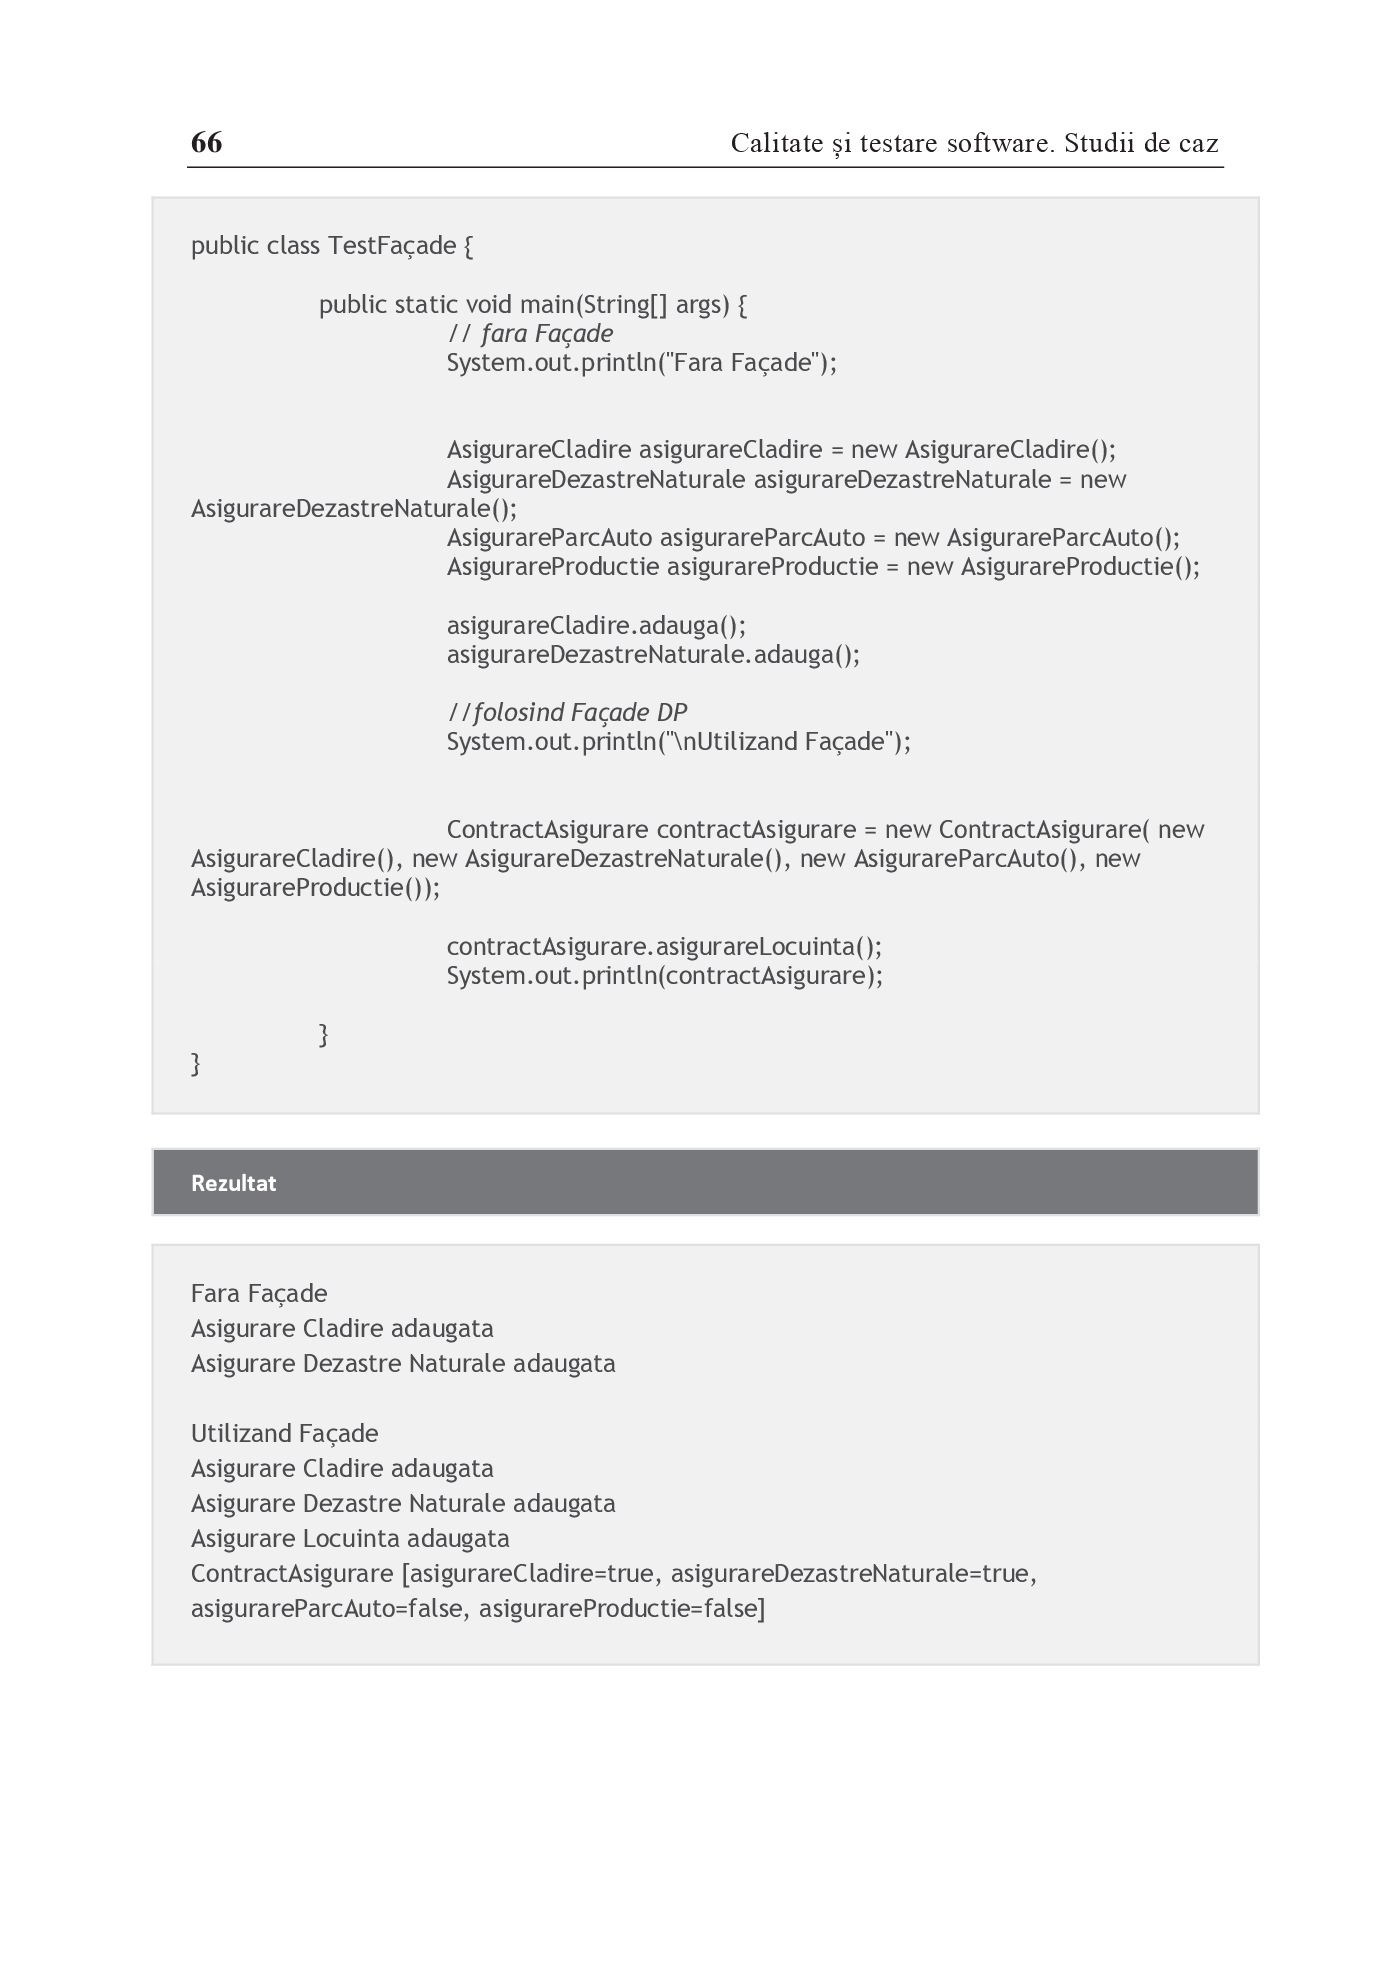 66 Calitate și testare software. Studii de caz
public class TestFaçade {
public static void main(String[] args) {
// fara Façade
System.out.println("Fara Façade");
AsigurareCladire asigurareCladire = new AsigurareCladire();
AsigurareDezastreNaturale asigurareDezastreNaturale = new
AsigurareDezastreNaturale();
AsigurareParcAuto asigurareParcAuto = new AsigurareParcAuto();
AsigurareProductie asigurareProductie = new AsigurareProductie();
asigurareCladire.adauga();
asigurareDezastreNaturale.adauga();
//folosind Façade DP
System.out.println("\nUtilizand Façade");
ContractAsigurare contractAsigurare = new ContractAsigurare( new
AsigurareCladire(), new AsigurareDezastreNaturale(), new AsigurareParcAuto(), new
AsigurareProductie());
contractAsigurare.asigurareLocuinta();
System.out.println(contractAsigurare);
}
}
Rezultat
Fara Façade
Asigurare Cladire adaugata
Asigurare Dezastre Naturale adaugata
Utilizand Façade
Asigurare Cladire adaugata
Asigurare Dezastre Naturale adaugata
Asigurare Locuinta adaugata
ContractAsigurare [asigurareCladire=true, asigurareDezastreNaturale=true,
asigurareParcAuto=false, asigurareProductie=false]